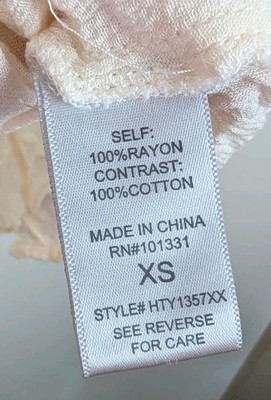 SELF:
100%RAYON
CONTRAST:
100%COTTON
MADE IN CHINA
RN#101331
XS
STYLE# HTY1357XX
SEE REVERSE
FOR CARE